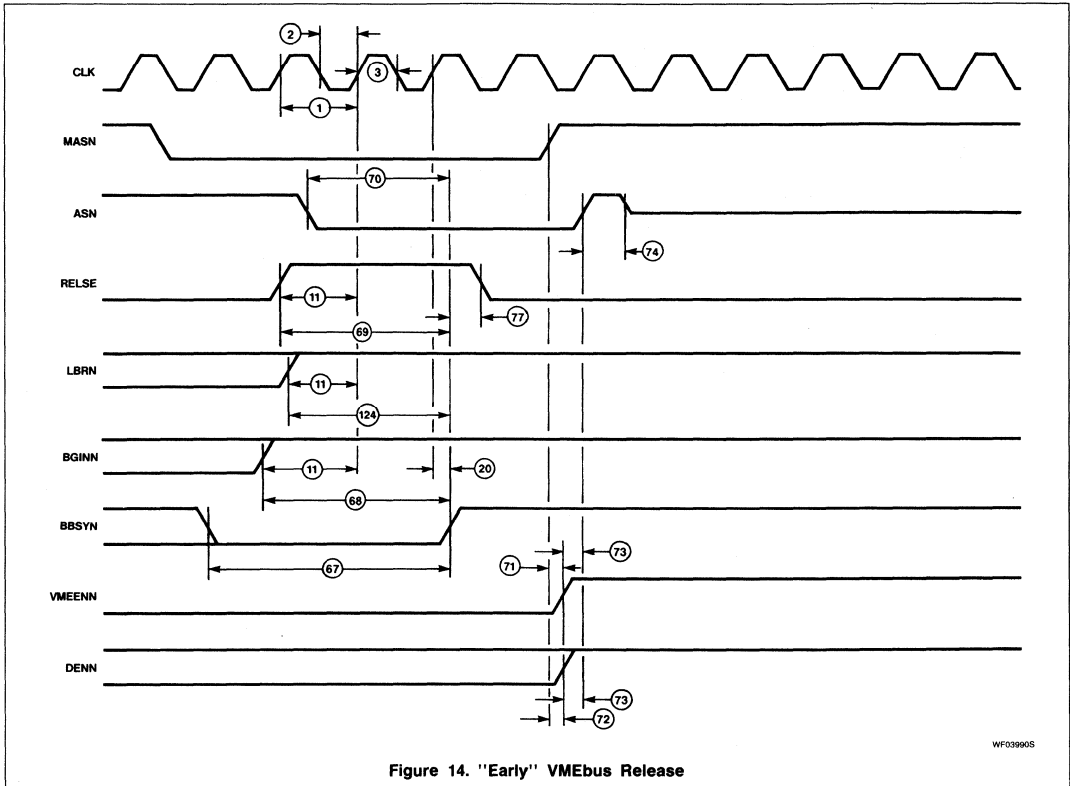 2
CLK
3
1
MASN
70
ASN
74
RELSE
11
77
69
LBRN
11
124
BGINN
11
20
68
BBSYN
73
67
71
VMEENN
DENN
73
72
WF03990S
Figure 14. "Early" VMEbus Release